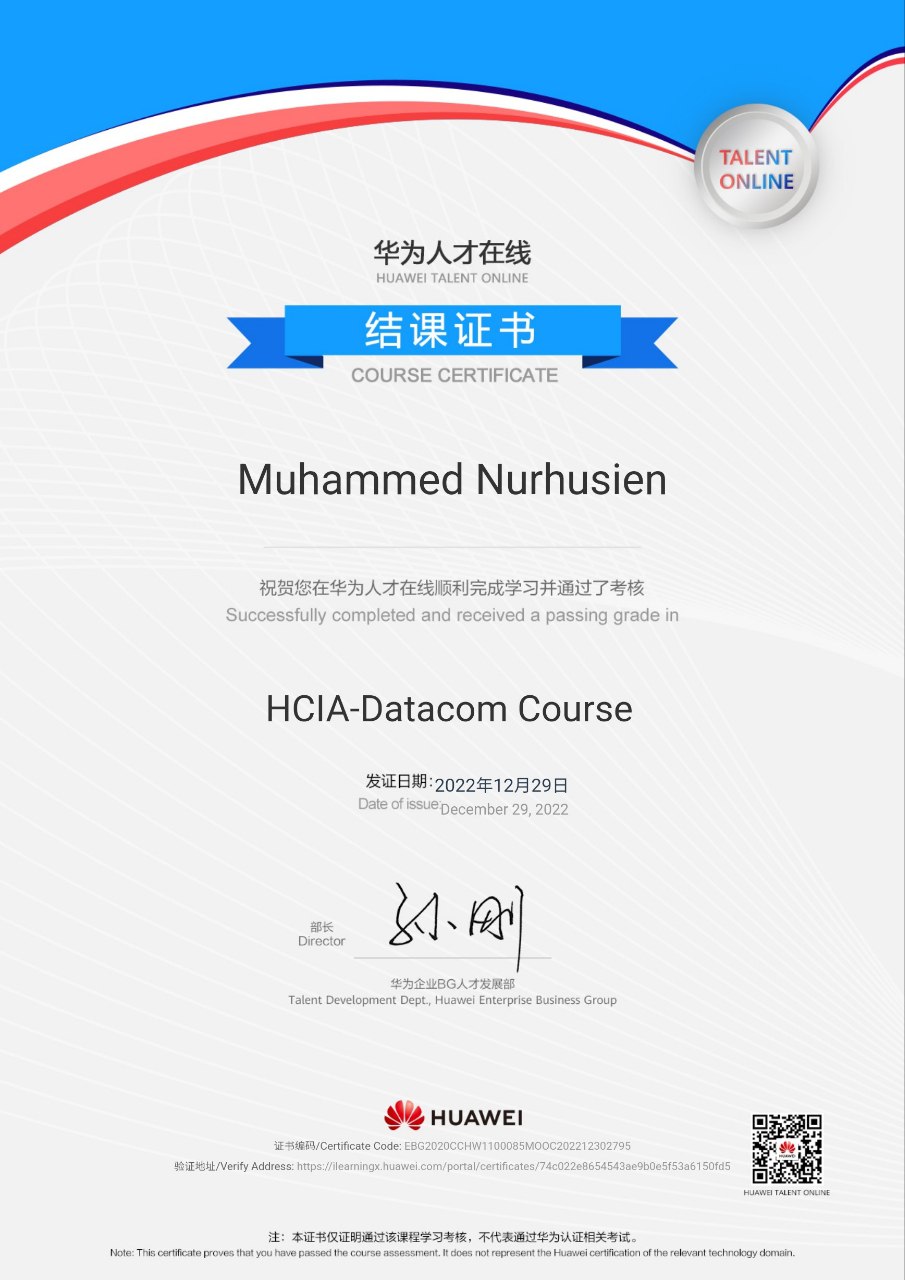 TALENT
ONLINE
华为人才在线
HUAWEI TALENT ONLINE
结课证书
COURSE CERTIFICATE
Muhammed Nurhusien
祝贺您在华为人才在线顺利完成学习并通过了考核
Successfully completed and received a passing grade in
HCIA-Datacom Course
发证日期:2022年12月29日
Date of issue:December 29, 2022
孙刚
部长
Director
华为企业BG人才发展部
Talent Development Dept., Huawei Enterprise Business Group
HUAWEI
证书编码/Certificate Code: EBG2020CCHW1100085MOOC202212302795
验证地址/Verify Address: https://ilearningx.huawei.com/portal/certificates/74c022e8654543ae9b0e5f53a6150fd5
HUAWEI
HUAWEI TALENT ONLINE
注：本证书仅证明通过该课程学习考核，不代表通过华为认证相关考试。
Note: This certificate proves that you have passed the course assessment. It does not represent the Huawei certification of the relevant technology domain.